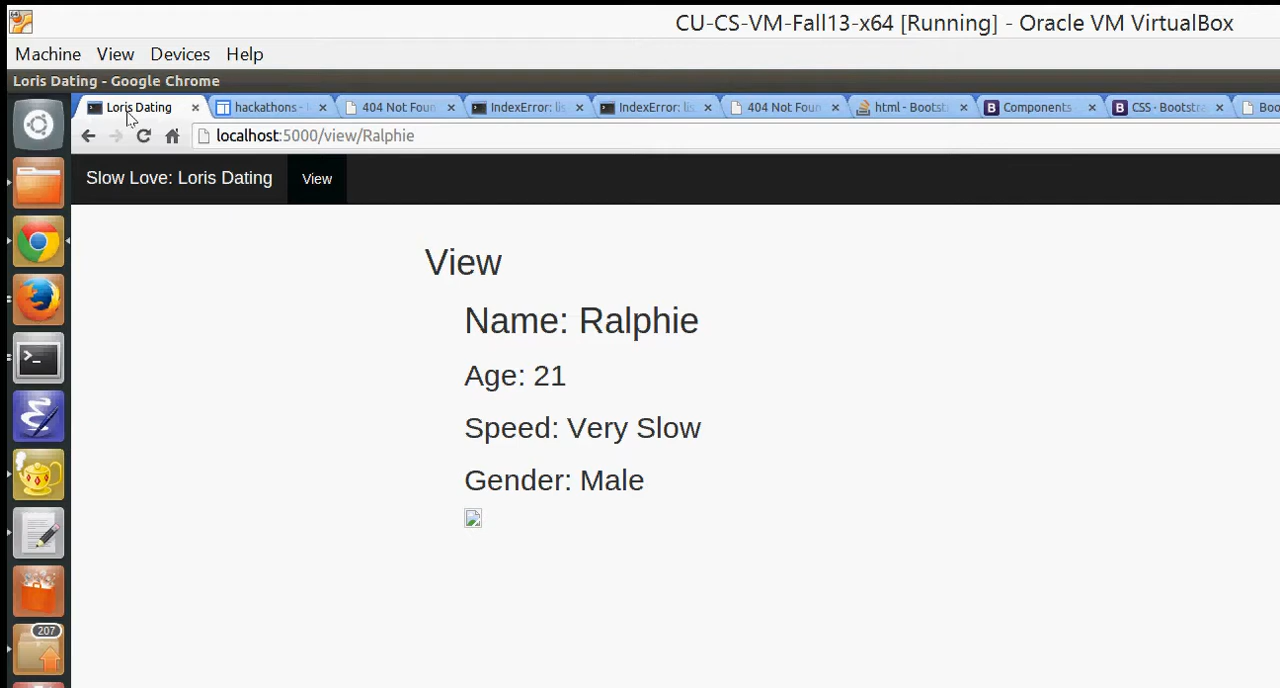 CU-CS-VM-Fall13-x64 [Running] - Oracle VM VirtualBox
Machine View Devices Help
Loris Dating - Google Chrome
Loris Dating
hackathons -
404 Not Foun
IndexError: lis
IndexError: lis
404 Not Foun
html - Bootst
Components
CSS · Bootstra
Boo
localhost:5000/view/Ralphie
Slow Love: Loris Dating View
View
Name: Ralphie
Age: 21
Speed: Very Slow
Gender: Male
207